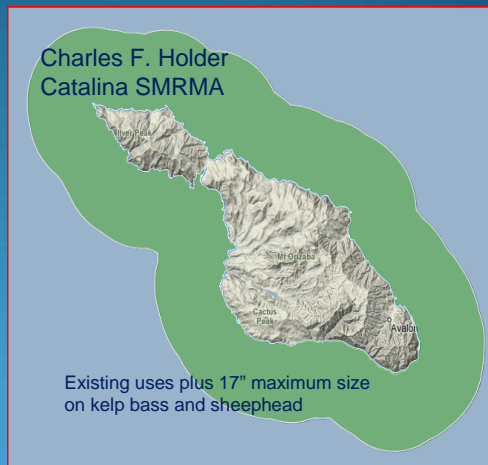 Charles F. Holder
Catalina SMRMA
Silver Peak
Mt Orizaba
Cactus
Peak
Avalon
Existing uses plus 17" maximum size
on kelp bass and sheephead